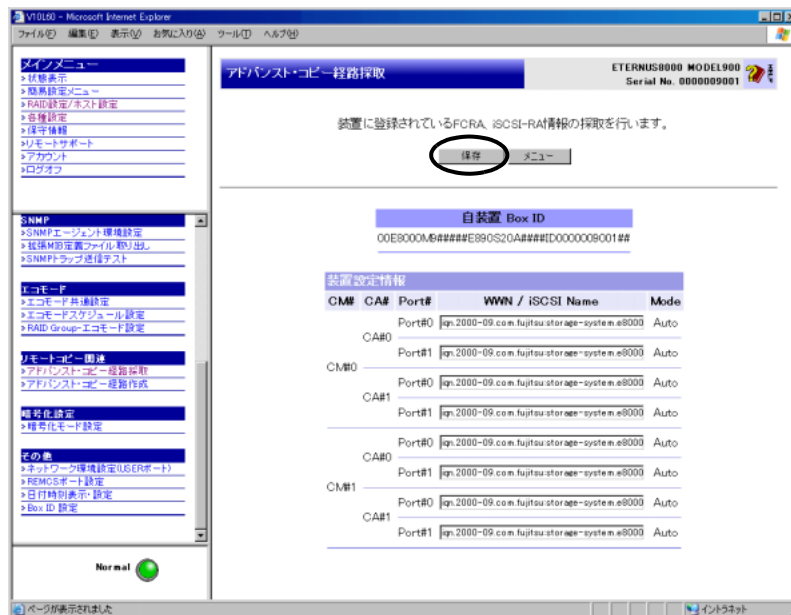 V10L60 - Microsoft Internet Explorer
ファイル(F) 編集(E) 表示(V) お気に入り(A) ツール(T) ヘルプ(H)
メインメニュー
>状態表示
>簡易設定メニュー
>RAID設定/ホスト設定
>各種設定
>保守情報
>リモートサポート
>アカウント
>ログオフ
SNMP
>SNMPエージェント環境設定
>拡張MIB定義ファイル取り出し
>SNMPトラップ送信テスト
エコモード
>エコモード共通設定
>エコモードスケジュール設定
>RAID Group-エコモード設定
リモートコピー関連
>アドバンスト・コピー経路採取
>アドバンスト・コピー経路作成
暗号化設定
>暗号化モード設定
その他
>ネットワーク環境設定(USERポート)
>REMCSポート設定
>日付時刻表示・設定
>Box ID 設定
Normal
アドバンスト・コピー経路採取
ETERNUS8000 MODEL900
Serial No. 0000009001
装置に登録されているFCRA, iSCSI-RA情報の採取を行います。
保存 メニュー
自装置 Box ID
00E8000M9#####E890S20A####ID0000009001##
装置設定情報
CM# CA# Port# WWN / iSCSI Name Mode
CM#0 CA#0 Port#0 iqn.2000-09.com.fujitsu:storage-system.e8000 Auto
Port#1 iqn.2000-09.com.fujitsu:storage-system.e8000 Auto
CA#1 Port#0 iqn.2000-09.com.fujitsu:storage-system.e8000 Auto
Port#1 iqn.2000-09.com.fujitsu:storage-system.e8000 Auto
CM#1 CA#0 Port#0 iqn.2000-09.com.fujitsu:storage-system.e8000 Auto
Port#1 iqn.2000-09.com.fujitsu:storage-system.e8000 Auto
CA#1 Port#0 iqn.2000-09.com.fujitsu:storage-system.e8000 Auto
Port#1 iqn.2000-09.com.fujitsu:storage-system.e8000 Auto
ページが表示されました
イントラネット